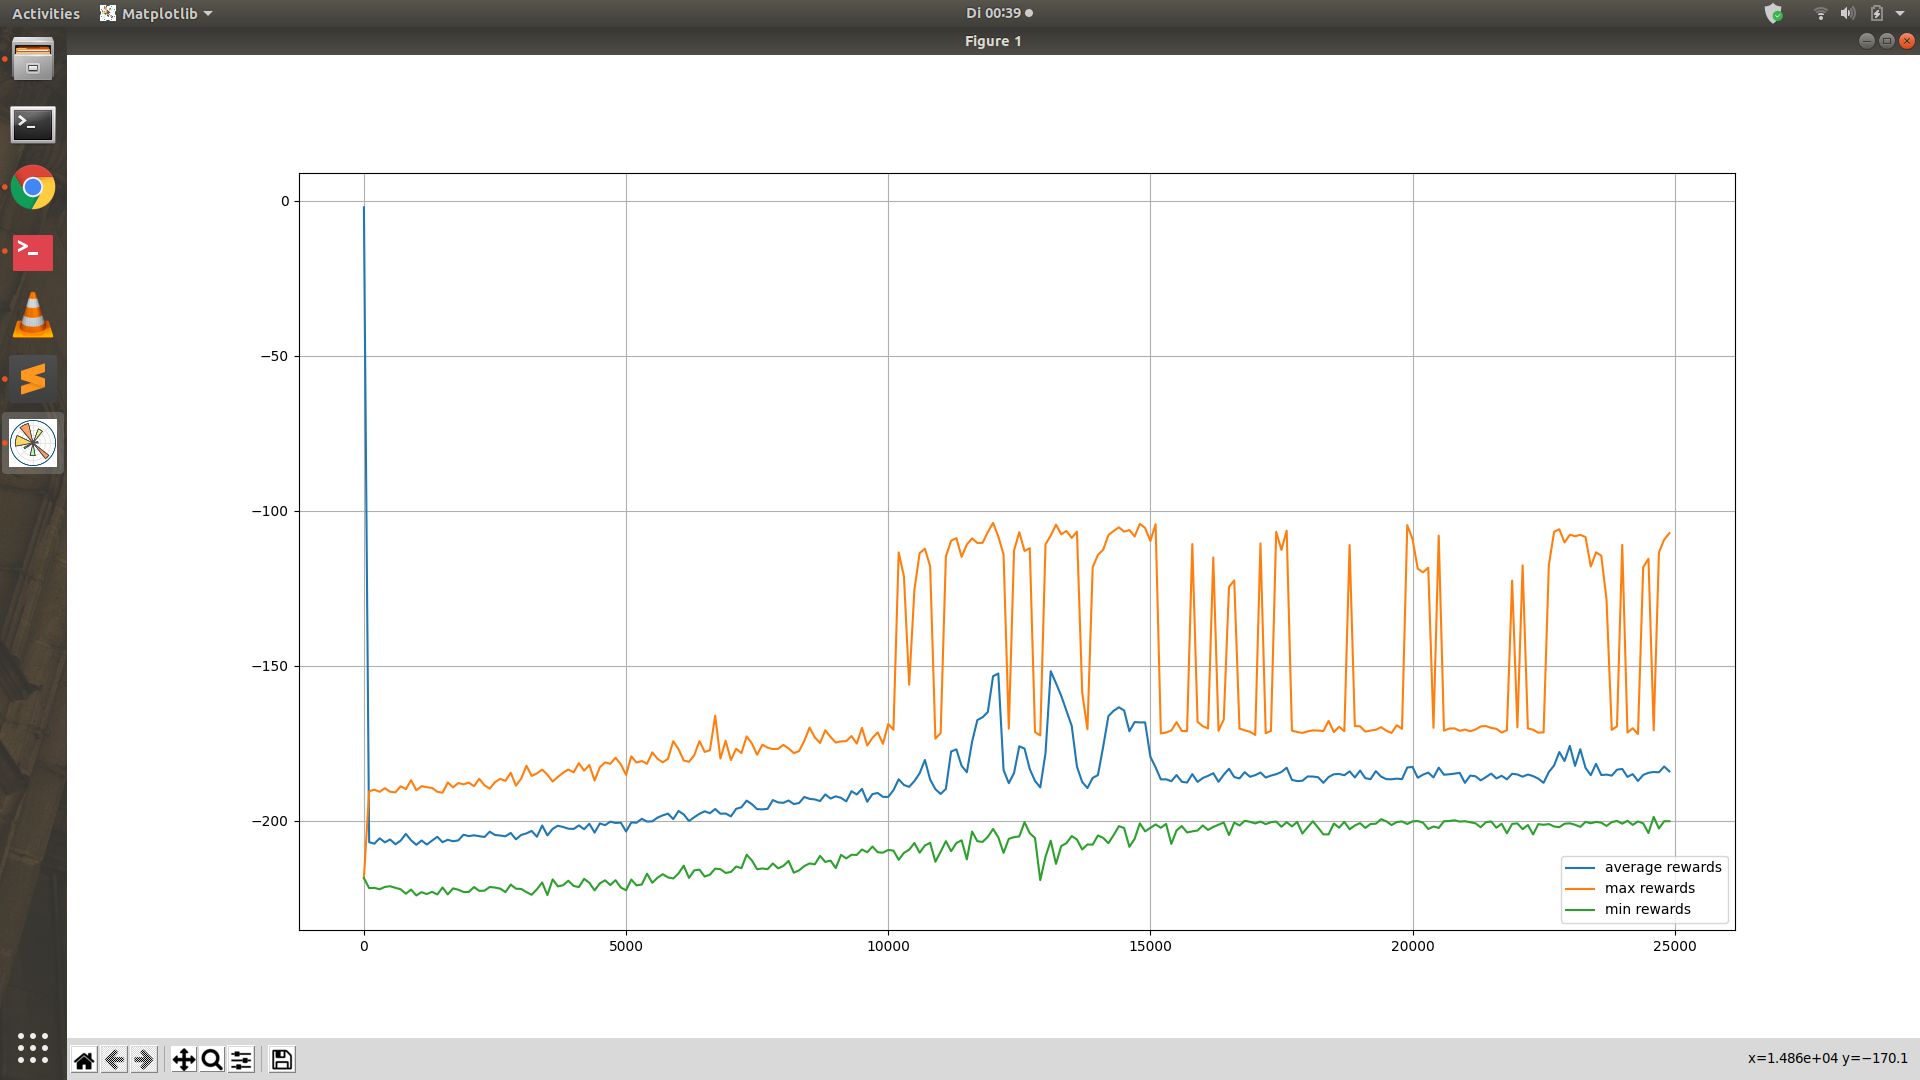 Activities Matplotlib Di 00:39
Figure 1
0
−50
−100
−150
−200
average rewards
max rewards
min rewards
0 5000 10000 15000 20000 25000
x=1.486e+04 y=−170.1